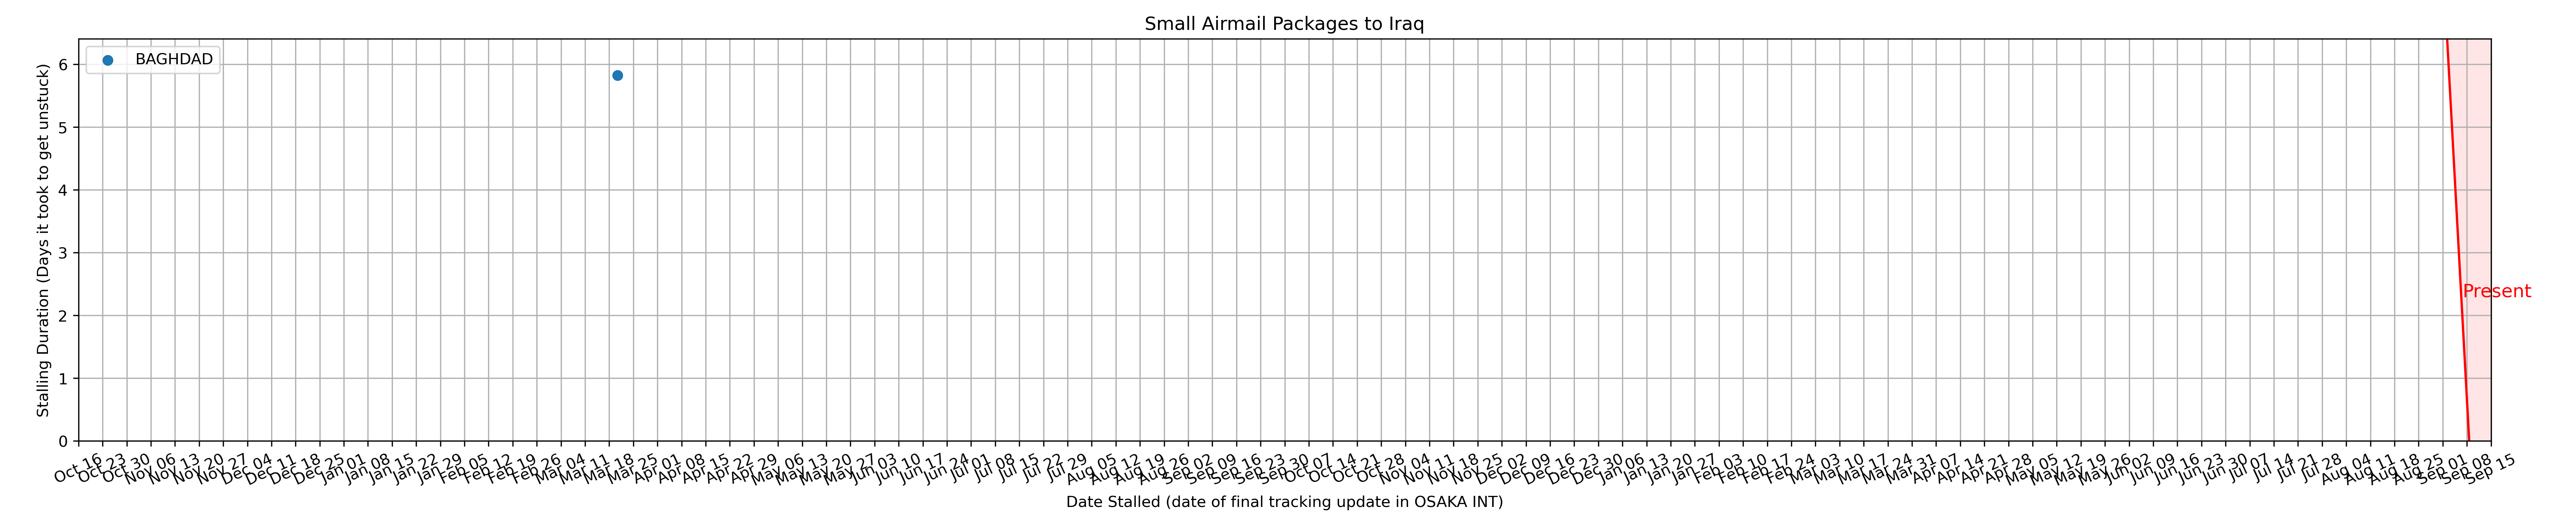 Small Airmail Packages to Iraq
BAGHDAD
Stalling Duration (Days it took to get unstuck)
6
5
4
3
2
1
0
Present
Oct 16 Oct 23 Oct 30 Nov 06 Nov 13 Nov 20 Nov 27 Dec 04 Dec 11 Dec 18 Dec 25 Jan 01 Jan 08 Jan 15 Jan 22 Jan 29 Feb 05 Feb 12 Feb 19 Feb 26 Mar 04 Mar 11 Mar 18 Mar 25 Apr 01 Apr 08 Apr 15 Apr 22 Apr 29 May 06 May 13 May 20 May 27 Jun 03 Jun 10 Jun 17 Jun 24 Jul 01 Jul 08 Jul 15 Jul 22 Jul 29 Aug 05 Aug 12 Aug 19 Aug 26 Sep 02 Sep 09 Sep 16 Sep 23 Sep 30 Oct 07 Oct 14 Oct 21 Oct 28 Nov 04 Nov 11 Nov 18 Nov 25 Dec 02 Dec 09 Dec 16 Dec 23 Dec 30 Jan 06 Jan 13 Jan 20 Jan 27 Feb 03 Feb 10 Feb 17 Feb 24 Mar 03 Mar 10 Mar 17 Mar 24 Mar 31 Apr 07 Apr 14 Apr 21 Apr 28 May 05 May 12 May 19 May 26 Jun 02 Jun 09 Jun 16 Jun 23 Jun 30 Jul 07 Jul 14 Jul 21 Jul 28 Aug 04 Aug 11 Aug 18 Aug 25 Sep 01 Sep 08 Sep 15
Date Stalled (date of final tracking update in OSAKA INT)